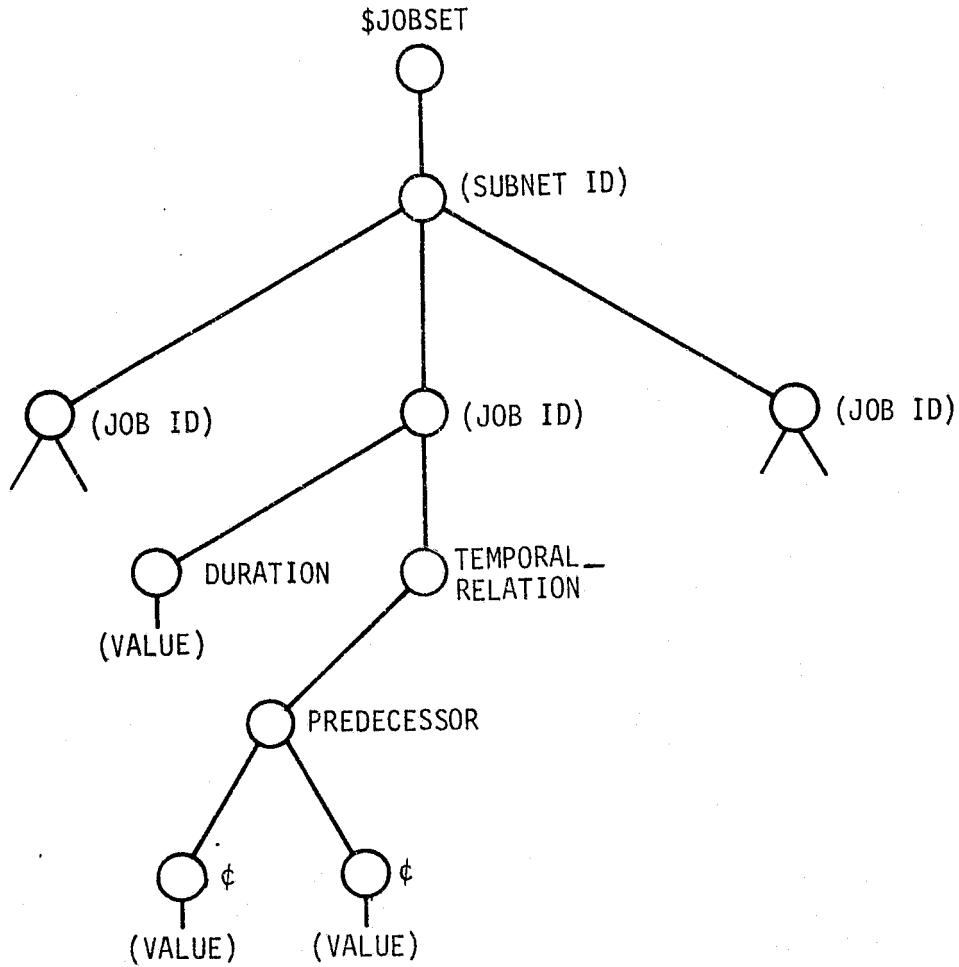 $JOBSET
(SUBNET ID)
(JOB ID)
(JOB ID)
(JOB ID)
DURATION
TEMPORAL_
RELATION
(VALUE)
PREDECESSOR
¢
¢
(VALUE)
(VALUE)